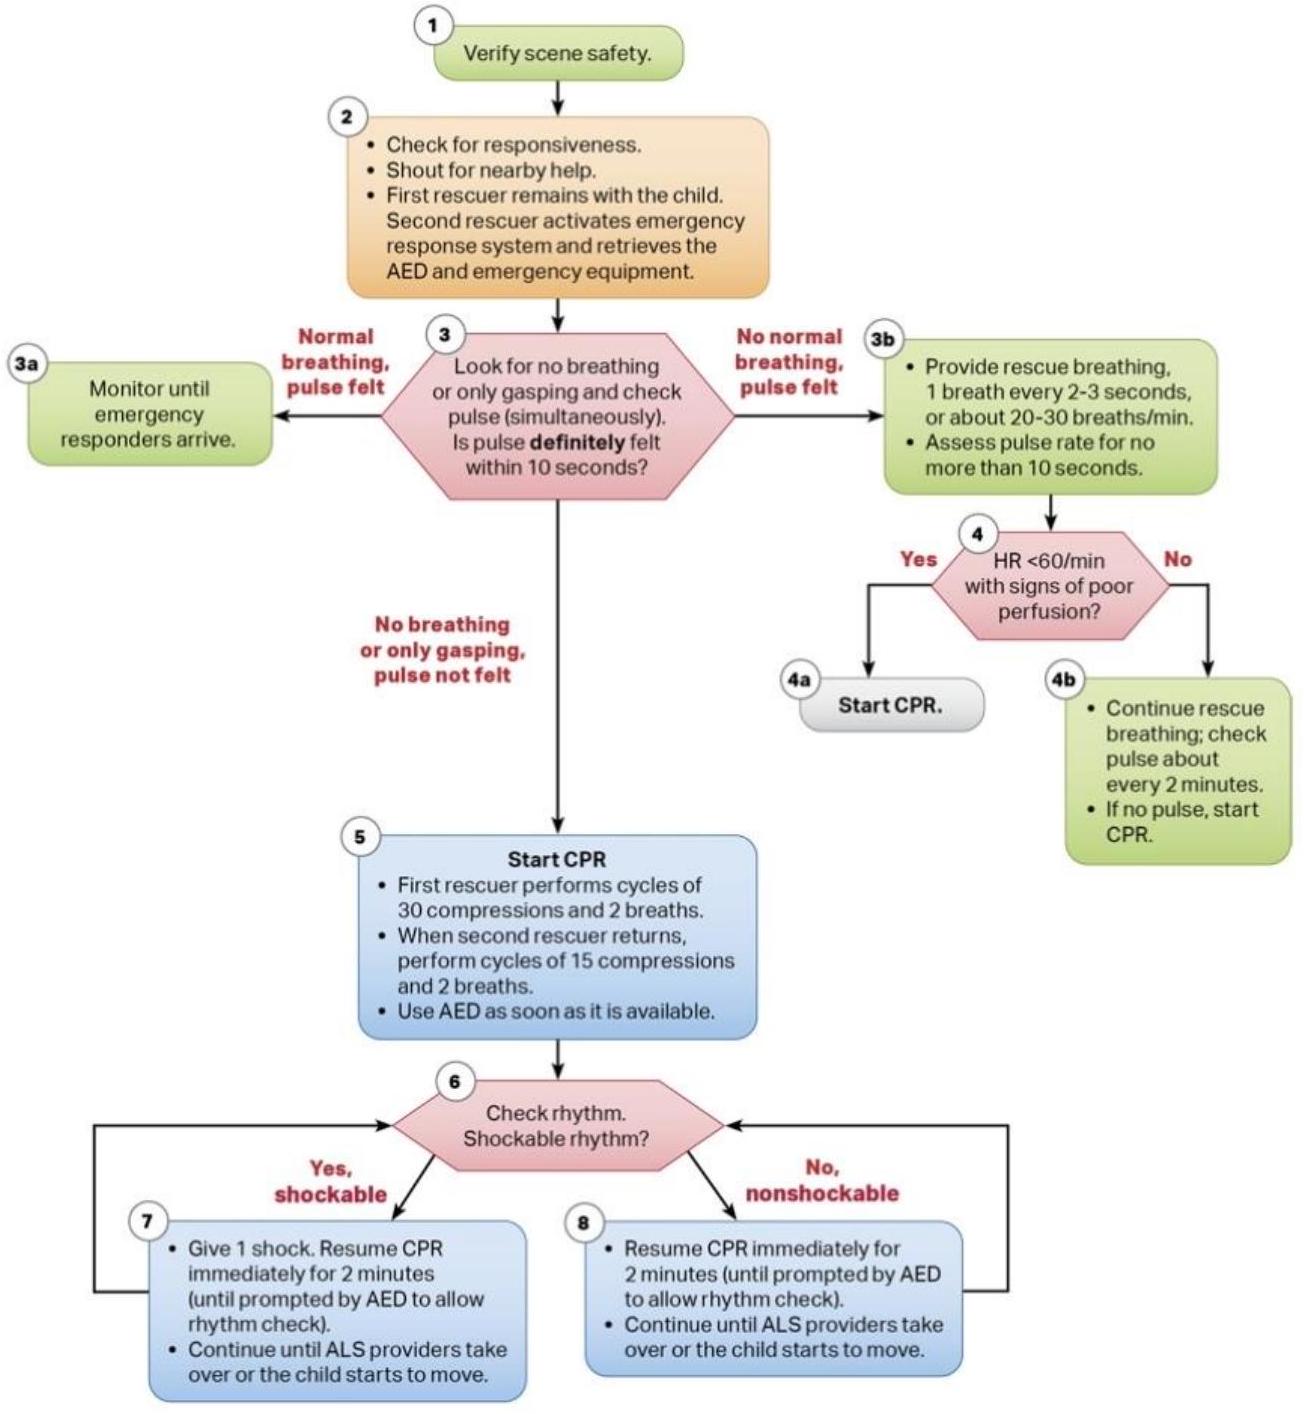 1
Verify scene safety.
2
• Check for responsiveness.
• Shout for nearby help.
• First rescuer remains with the child.
Second rescuer activates emergency
response system and retrieves the
AED and emergency equipment.
Normal
breathing,
pulse felt
3
Look for no breathing
or only gasping and check
pulse (simultaneously).
Is pulse definitely felt
within 10 seconds?
No normal
breathing,
pulse felt
3a
Monitor until
emergency
responders arrive.
3b
• Provide rescue breathing,
1 breath every 2-3 seconds,
or about 20-30 breaths/min.
• Assess pulse rate for no
more than 10 seconds.
4
HR <60/min
with signs of poor
perfusion?
Yes
No
4a
Start CPR.
4b
• Continue rescue
breathing; check
pulse about
every 2 minutes.
• If no pulse, start
CPR.
No breathing
or only gasping,
pulse not felt
5
Start CPR
• First rescuer performs cycles of
30 compressions and 2 breaths.
• When second rescuer returns,
perform cycles of 15 compressions
and 2 breaths.
• Use AED as soon as it is available.
6
Check rhythm.
Shockable rhythm?
Yes,
shockable
No,
nonshockable
7
• Give 1 shock. Resume CPR
immediately for 2 minutes
(until prompted by AED to allow
rhythm check).
• Continue until ALS providers take
over or the child starts to move.
8
• Resume CPR immediately for
2 minutes (until prompted by AED
to allow rhythm check).
• Continue until ALS providers take
over or the child starts to move.